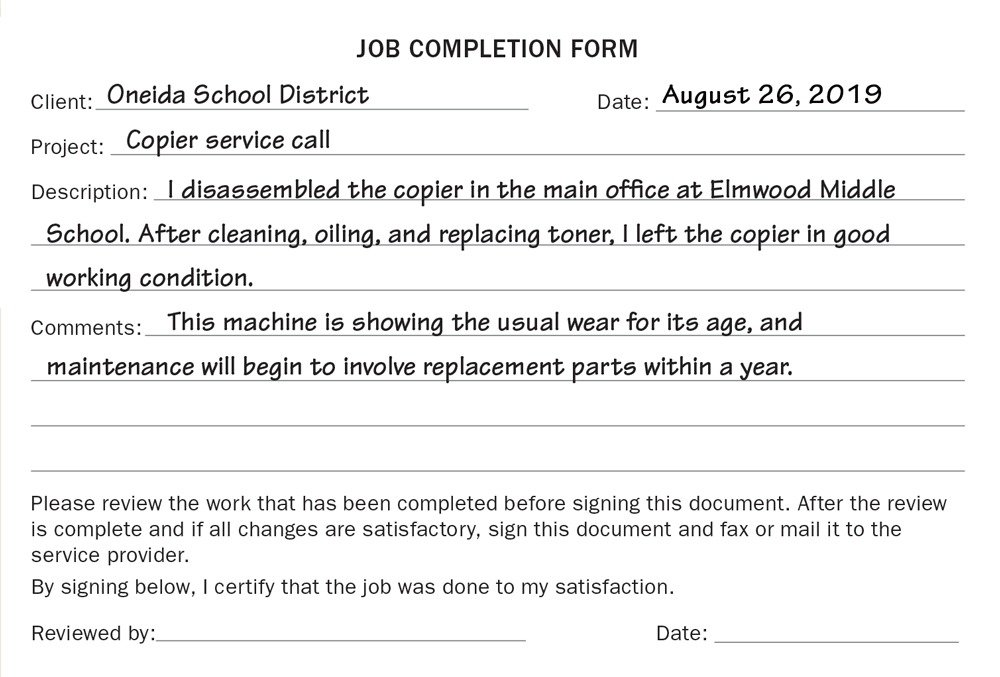 JOB COMPLETION FORM
Client: Oneida School District Date: August 26, 2019
Project: Copier service call
Description: I disassembled the copier in the main office at Elmwood Middle
School. After cleaning, oiling, and replacing toner, I left the copier in good
working condition.
Comments: This machine is showing the usual wear for its age, and
maintenance will begin to involve replacement parts within a year.
Please review the work that has been completed before signing this document. After the review
is complete and if all changes are satisfactory, sign this document and fax or mail it to the
service provider.
By signing below, I certify that the job was done to my satisfaction.
Reviewed by: Date: